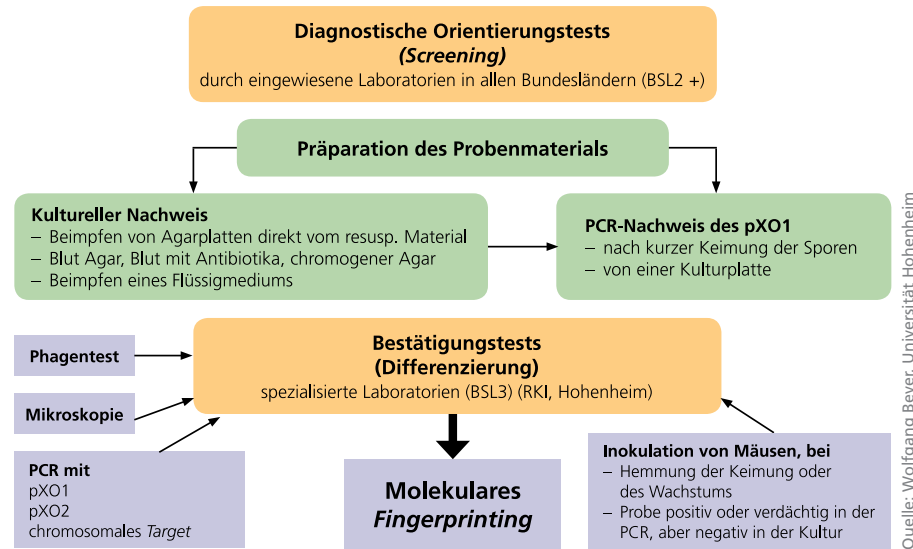 Diagnostische Orientierungstests
(Screening)
durch eingewiesene Laboratorien in allen Bundesländern (BSL2 +)
Präparation des Probenmaterials
Kultureller Nachweis
– Beimpfen von Agarplatten direkt vom resusp. Material
– Blut Agar, Blut mit Antibiotika, chromogener Agar
– Beimpfen eines Flüssigmediums
PCR-Nachweis des pXO1
– nach kurzer Keimung der Sporen
– von einer Kulturplatte
Bestätigungstests
(Differenzierung)
spezialisierte Laboratorien (BSL3) (RKI, Hohenheim)
Phagentest
Mikroskopie
PCR mit
pXO1
pXO2
chromosomales Target
Molekulares
Fingerprinting
Inokulation von Mäusen, bei
– Hemmung der Keimung oder
des Wachstums
– Probe positiv oder verdächtig in der
PCR, aber negativ in der Kultur
Quelle: Wolfgang Beyer, Universität Hohenheim